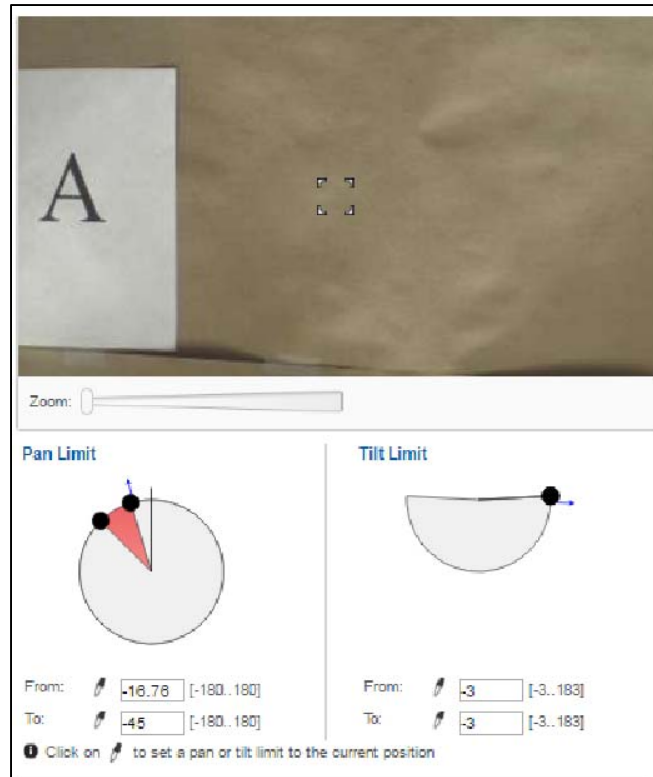 A
Zoom:
Pan Limit
Tilt Limit
From: -16.76 [-180..180]
From: -3 [-3..183]
To: -45 [-180..180]
To: -3 [-3..183]
Click on to set a pan or tilt limit to the current position